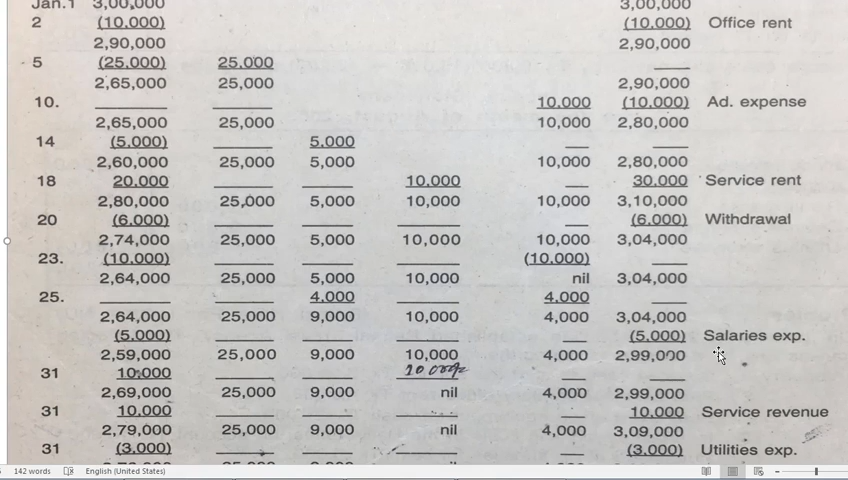 Jan.1 3,00,000 3,00,000
2 (10.000) (10,000) Office rent
2,90,000 2,90,000
5 (25.000) 25.000
2,65,000 25,000 2,90,000
10. 10.000 (10.000) Ad. expense
2,65,000 25,000 10,000 2,80,000
14 (5.000) 5.000
2,60,000 25,000 5,000 10,000 2,80,000
18 20.000 10.000 30.000 Service rent
2,80,000 25,000 5,000 10,000 10,000 3,10,000
20 (6.000) (6.000) Withdrawal
2,74,000 25,000 5,000 10,000 10,000 3,04,000
23. (10.000) (10.000)
2,64,000 25,000 5,000 10,000 nil 3,04,000
25. 4.000 4.000
2,64,000 25,000 9,000 10,000 4,000 3,04,000
(5.000) (5.000) Salaries exp.
2,59,000 25,000 9,000 10,000 4,000 2,99,000
31 10.000
2,69,000 25,000 9,000 nil 4,000 2,99,000
31 10.000 10.000 Service revenue
2,79,000 25,000 9,000 nil 4,000 3,09,000
31 (3.000) (3.000) Utilities exp.
142 words English (United States)